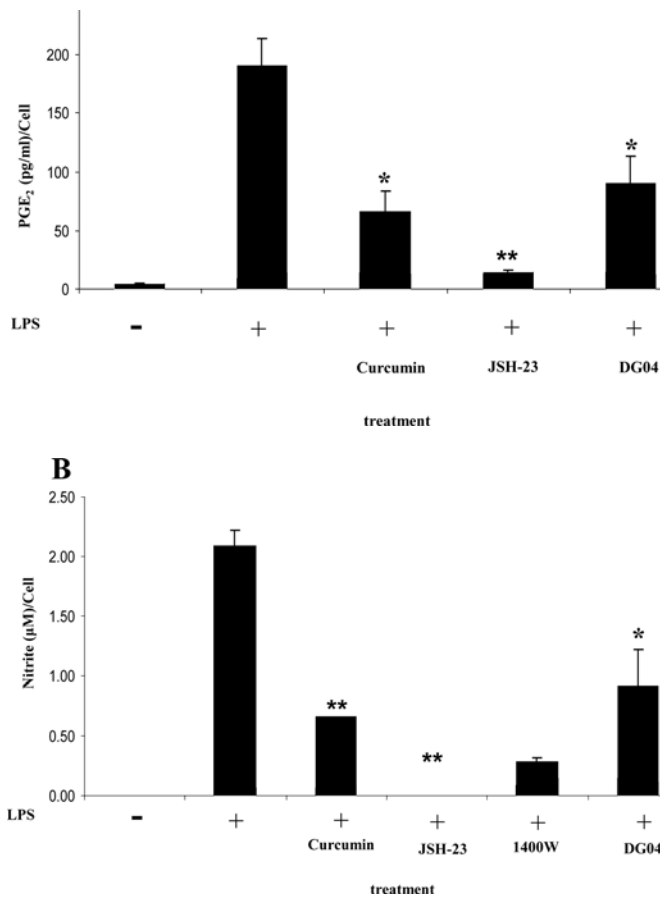 200
150
100
50
0
PGE₂ (pg/ml)/Cell
*
**
*
LPS - + + + +
Curcumin JSH-23 DG04
treatment
B
2.50
2.00
1.50
1.00
0.50
0.00
Nitrite (µM)/Cell
**
**
*
LPS - + + + + +
Curcumin JSH-23 1400W DG04
treatment